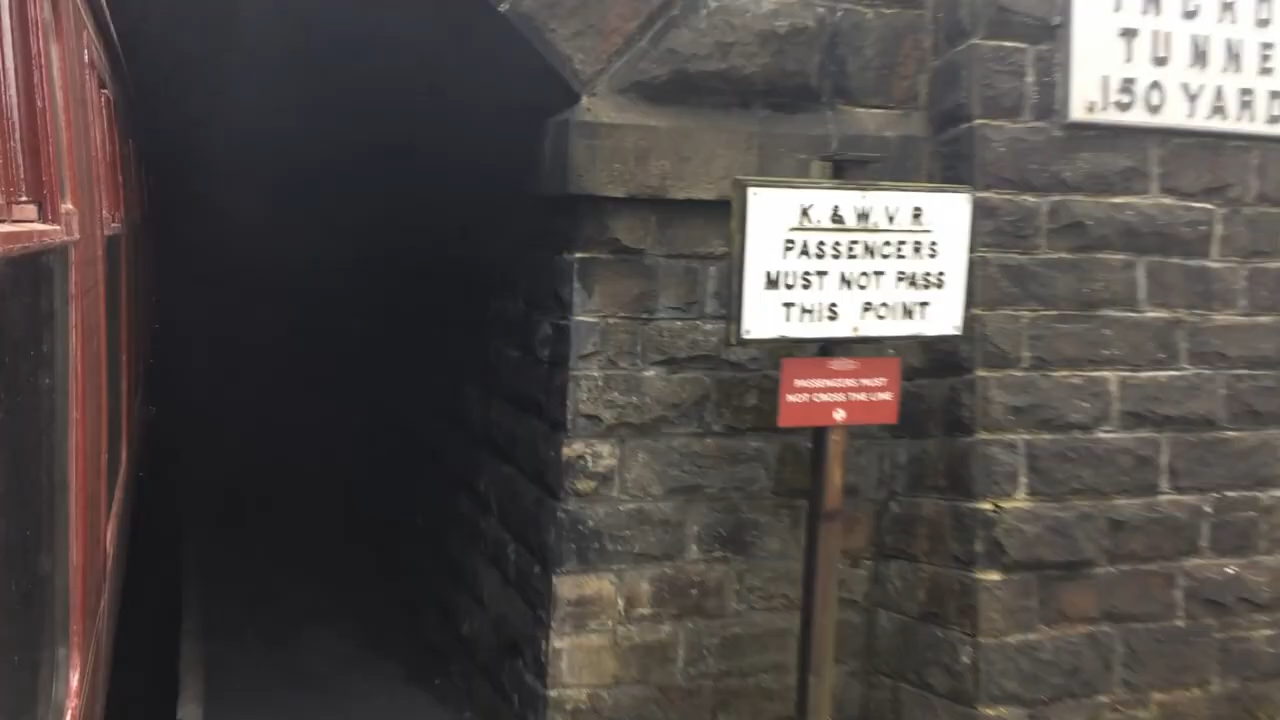 TUNNE
.150 YARD
K. & W. V. R.
PASSENGERS
MUST NOT PASS
THIS POINT
PASSENGERS MUST
NOT CROSS THE LINE